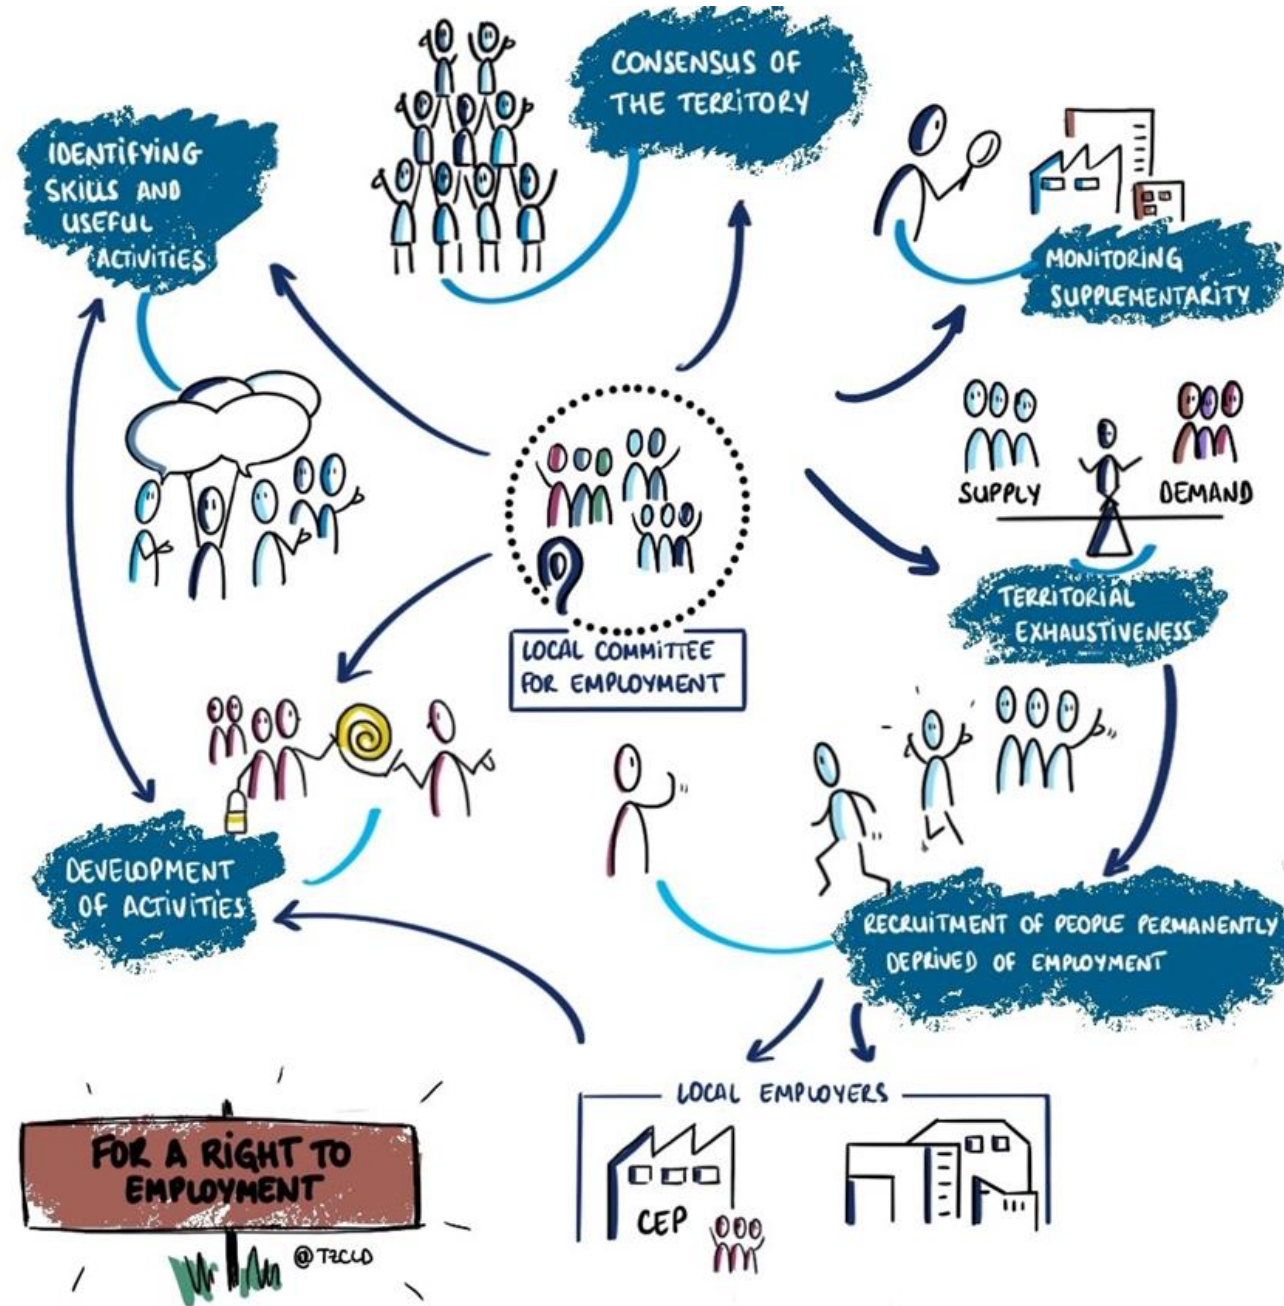 CONSENSUS OF
THE TERRITORY
IDENTIFYING
SKILLS AND
USEFUL
ACTIVITIES
MONITORING
SUPPLEMENTARITY
SUPPLY
DEMAND
TERRITORIAL
EXHAUSTIVENESS
LOCAL COMMITTEE
FOR EMPLOYMENT
DEVELOPMENT
OF ACTIVITIES
RECRUITMENT OF PEOPLE PERMANENTLY
DEPRIVED OF EMPLOYMENT
LOCAL EMPLOYERS
CEP
FOR A RIGHT TO
EMPLOYMENT
@TZCLD